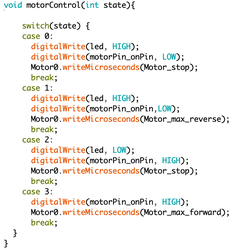 void motorControl(int state){
switch(state) {
case 0:
digitalWrite(led, HIGH);
digitalWrite(motorPin_onPin, LOW);
Motor0.writeMicroseconds(Motor_stop);
break;
case 1:
digitalWrite(led, HIGH);
digitalWrite(motorPin_onPin,LOW);
Motor0.writeMicroseconds(Motor_max_reverse);
break;
case 2:
digitalWrite(led, LOW);
digitalWrite(motorPin_onPin, HIGH);
Motor0.writeMicroseconds(Motor_stop);
break;
case 3:
digitalWrite(motorPin_onPin, HIGH);
Motor0.writeMicroseconds(Motor_max_forward);
break;
}
}